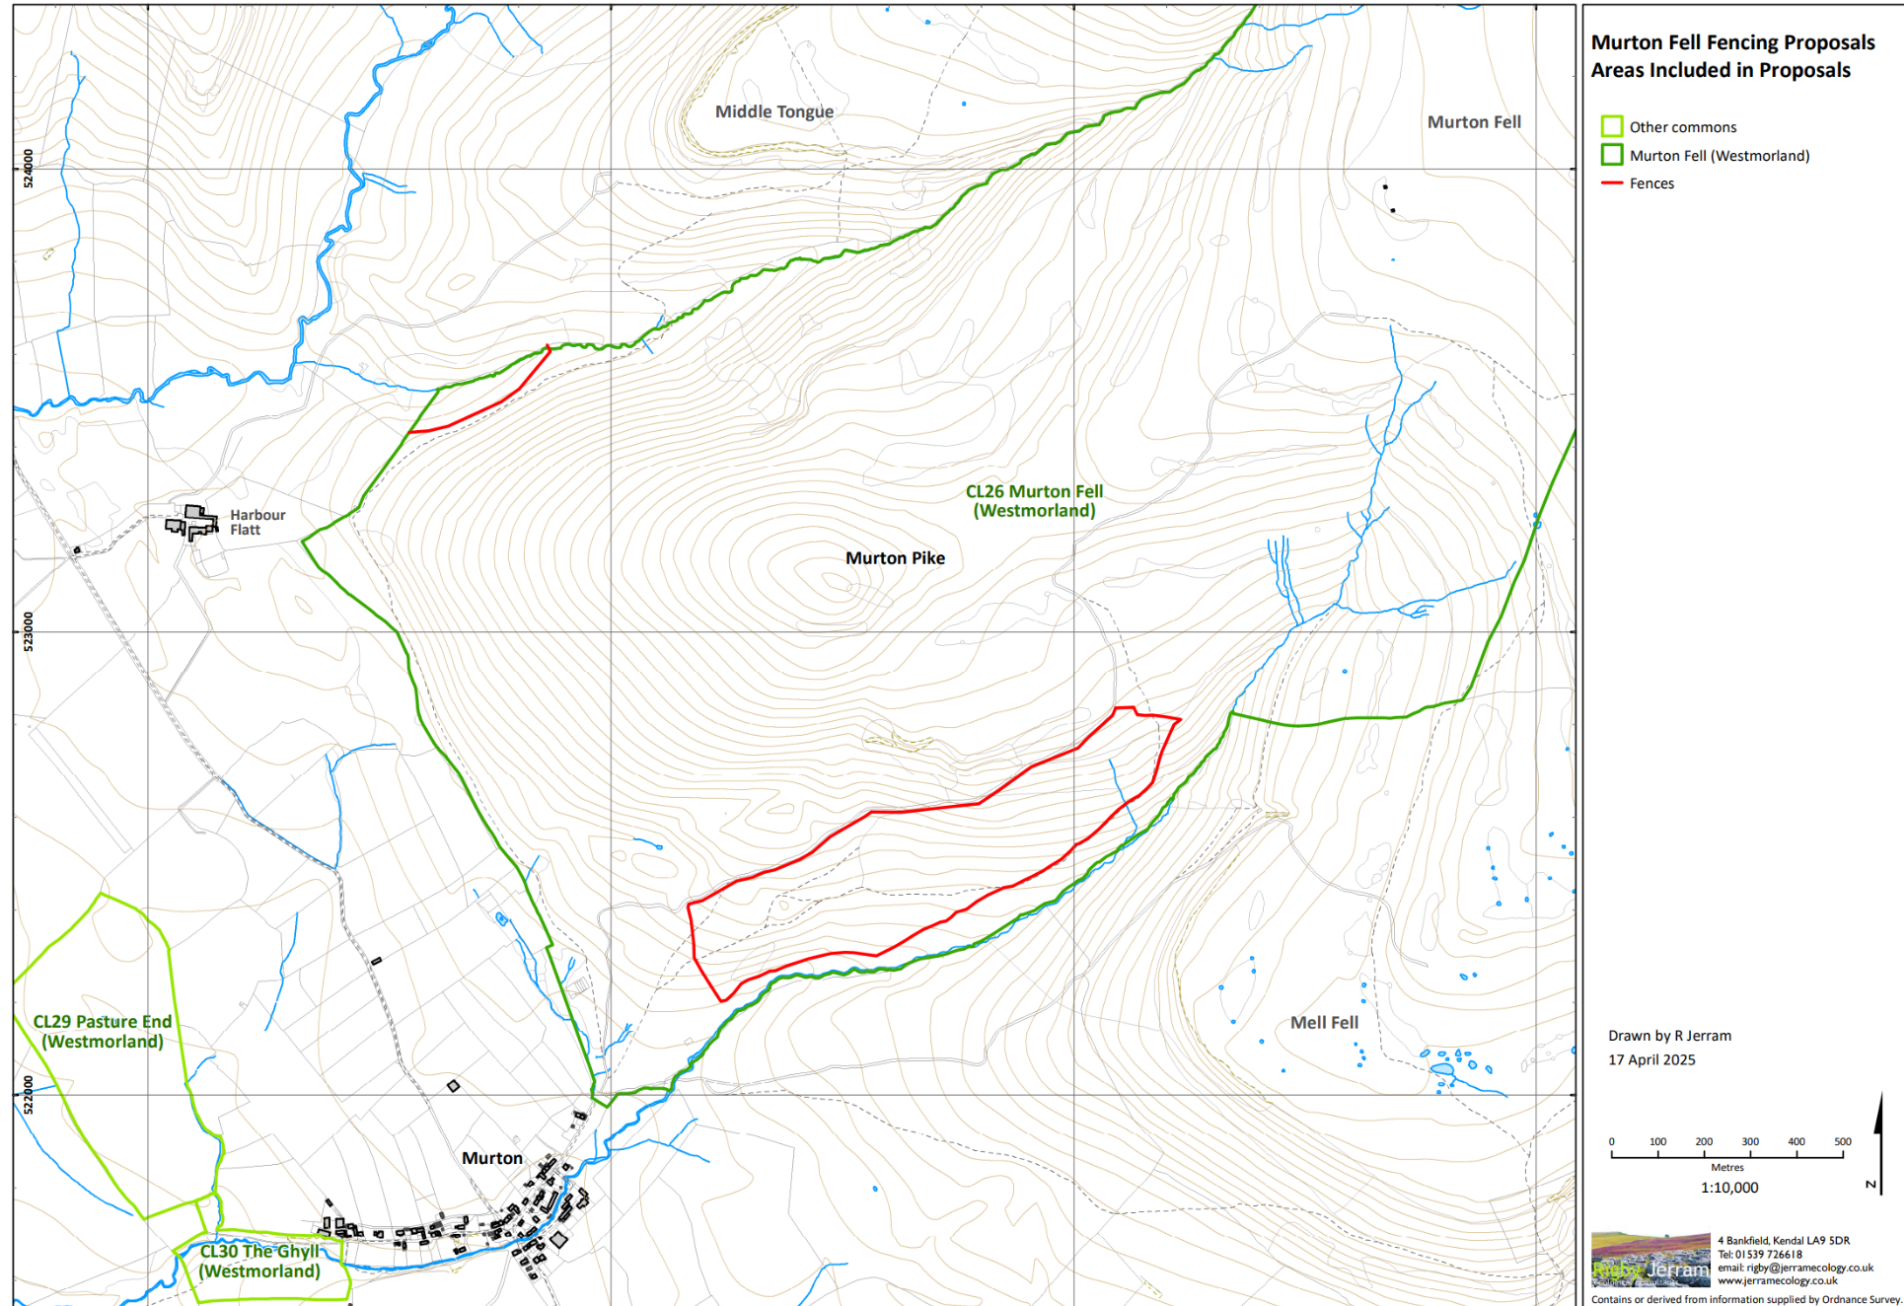 Murton Fell Fencing Proposals
Areas Included in Proposals
Other commons
Murton Fell (Westmorland)
Fences
Middle Tongue
Murton Fell
524000
CL26 Murton Fell
(Westmorland)
Harbour
Flatt
Murton Pike
523000
CL29 Pasture End
(Westmorland)
Mell Fell
522000
Murton
CL30 The Ghyll
(Westmorland)
Drawn by R Jerram
17 April 2025
0 100 200 300 400 500
Metres
1:10,000
N
Rigby Jerram
4 Bankfield, Kendal LA9 5DR
Tel: 01539 726618
email: rigby@jerramecology.co.uk
www.jerramecology.co.uk
Contains or derived from information supplied by Ordnance Survey.